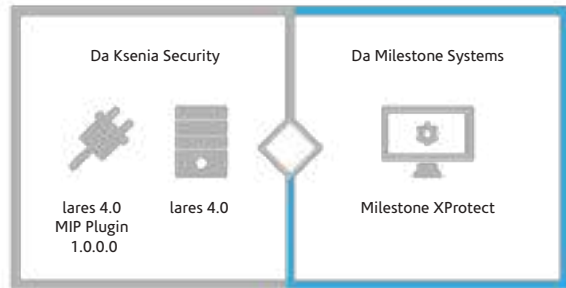 Da Ksenia Security
Da Milestone Systems
lares 4.0
MIP Plugin
1.0.0.0
lares 4.0
Milestone XProtect